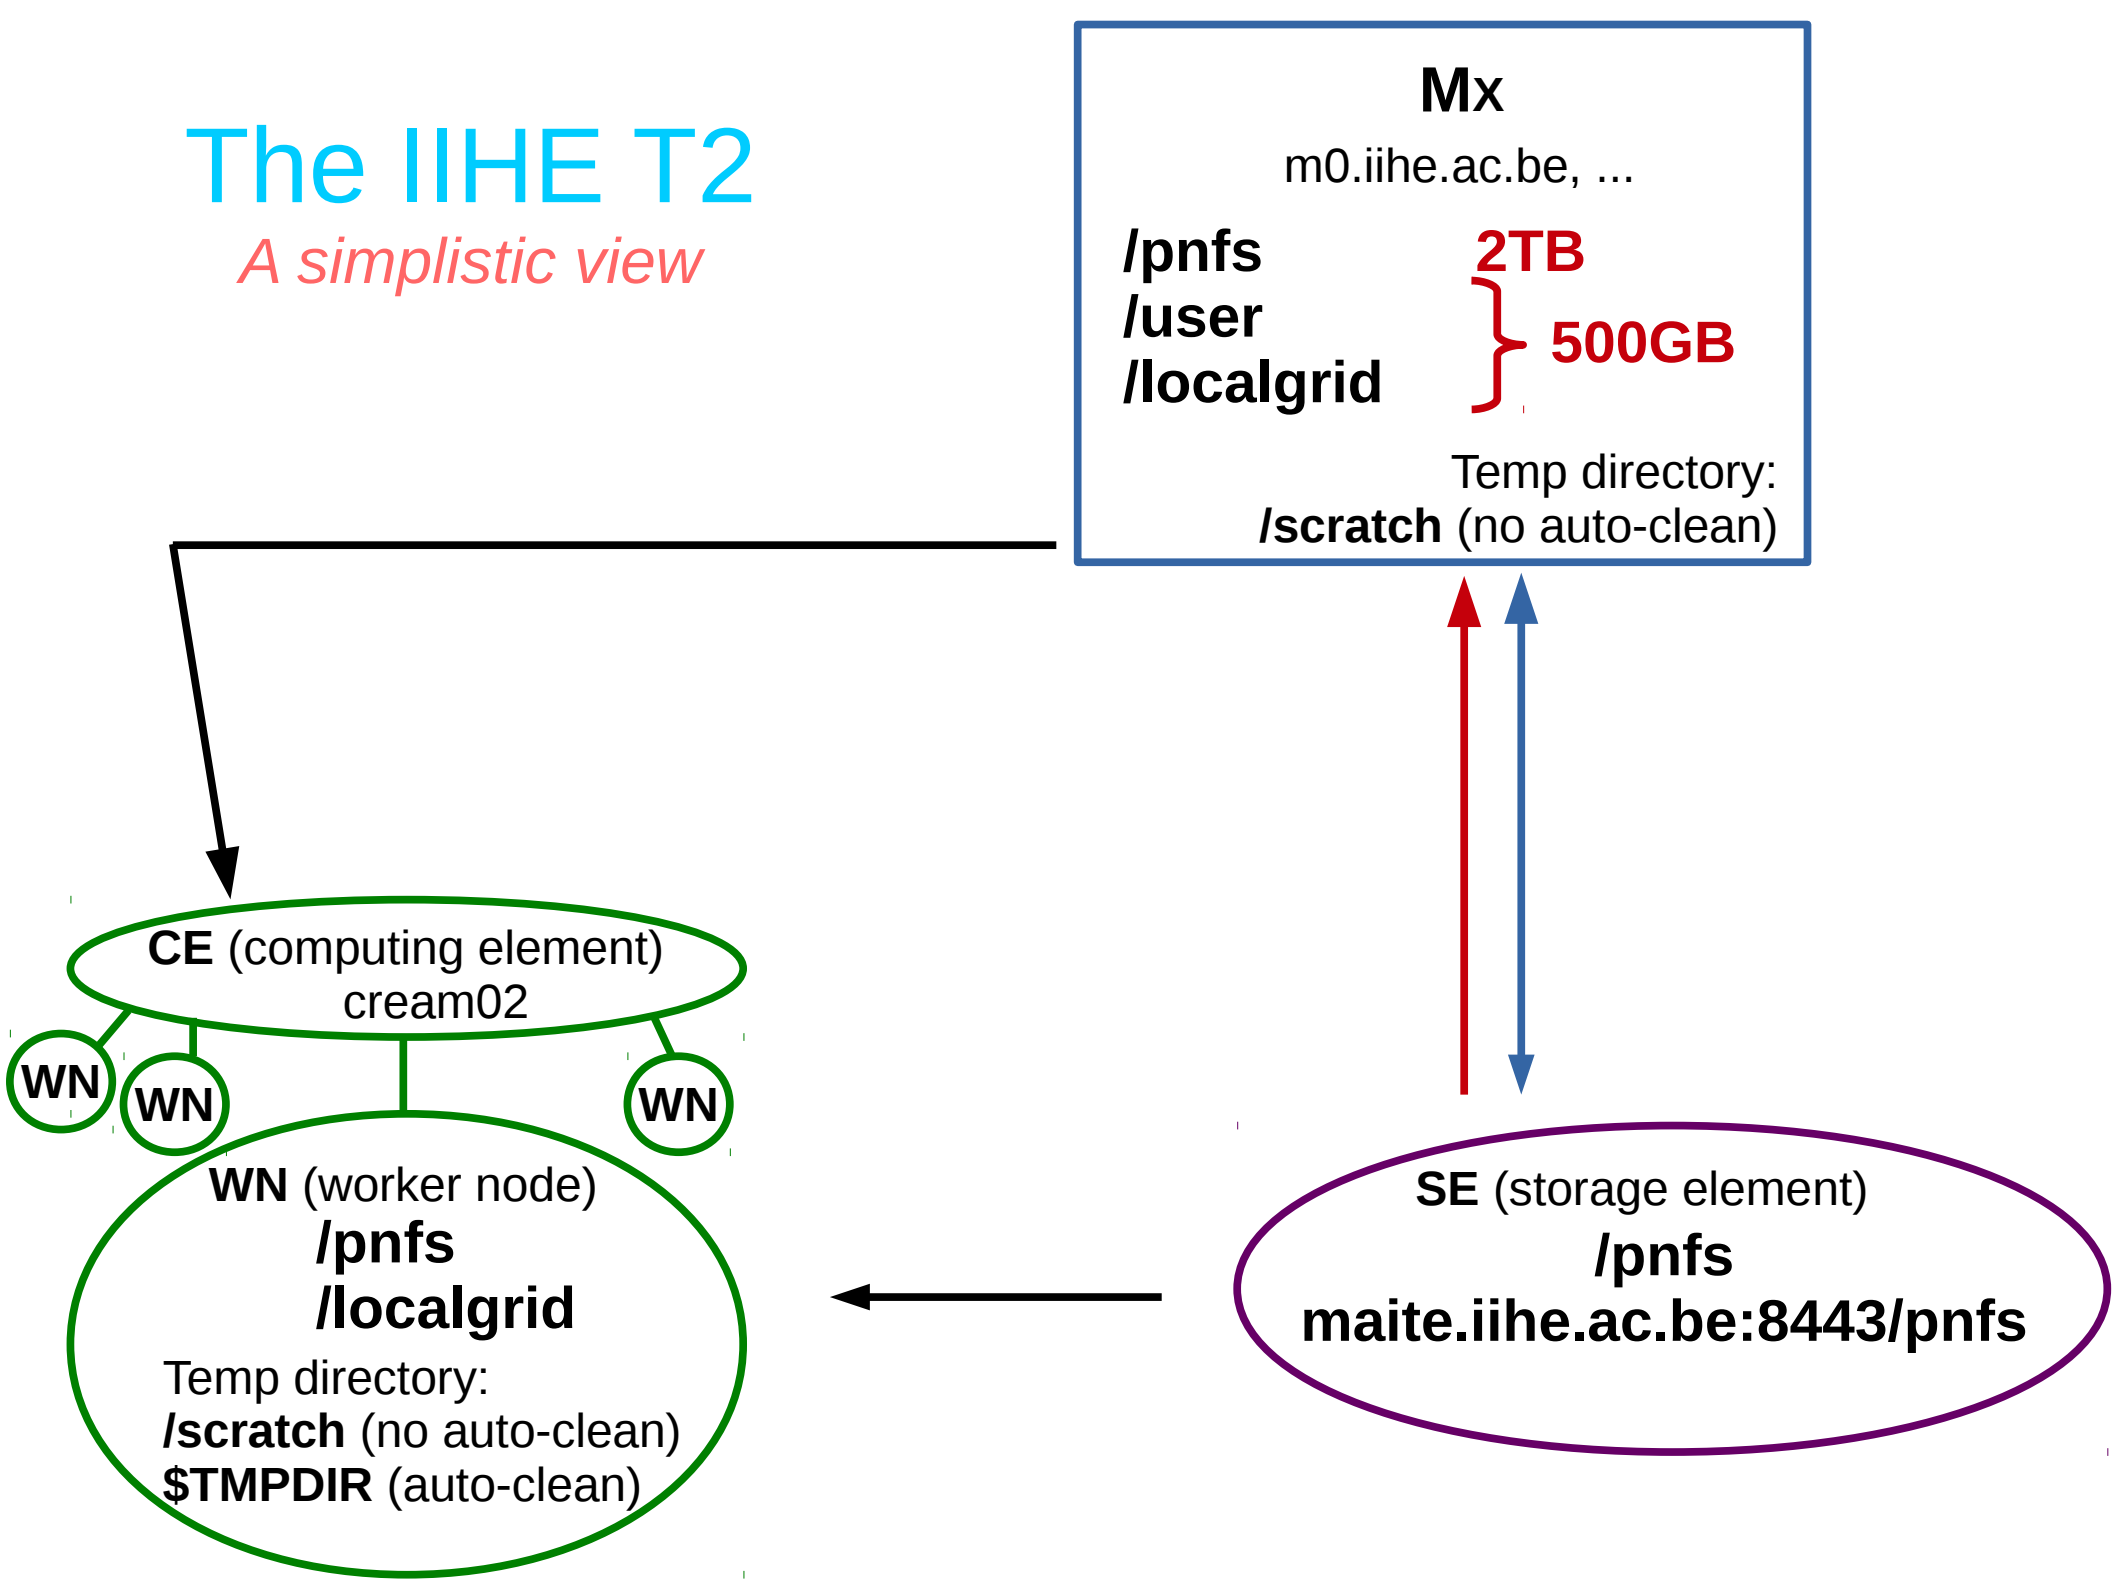 The IIHE T2
A simplistic view
Mx
m0.iihe.ac.be, ...
/pnfs 2TB
/user
500GB
/localgrid
Temp directory:
/scratch (no auto-clean)
CE (computing element)
cream02
WN
WN
WN
WN (worker node)
/pnfs
/localgrid
Temp directory:
/scratch (no auto-clean)
$TMPDIR (auto-clean)
SE (storage element)
/pnfs
maite.iihe.ac.be:8443/pnfs